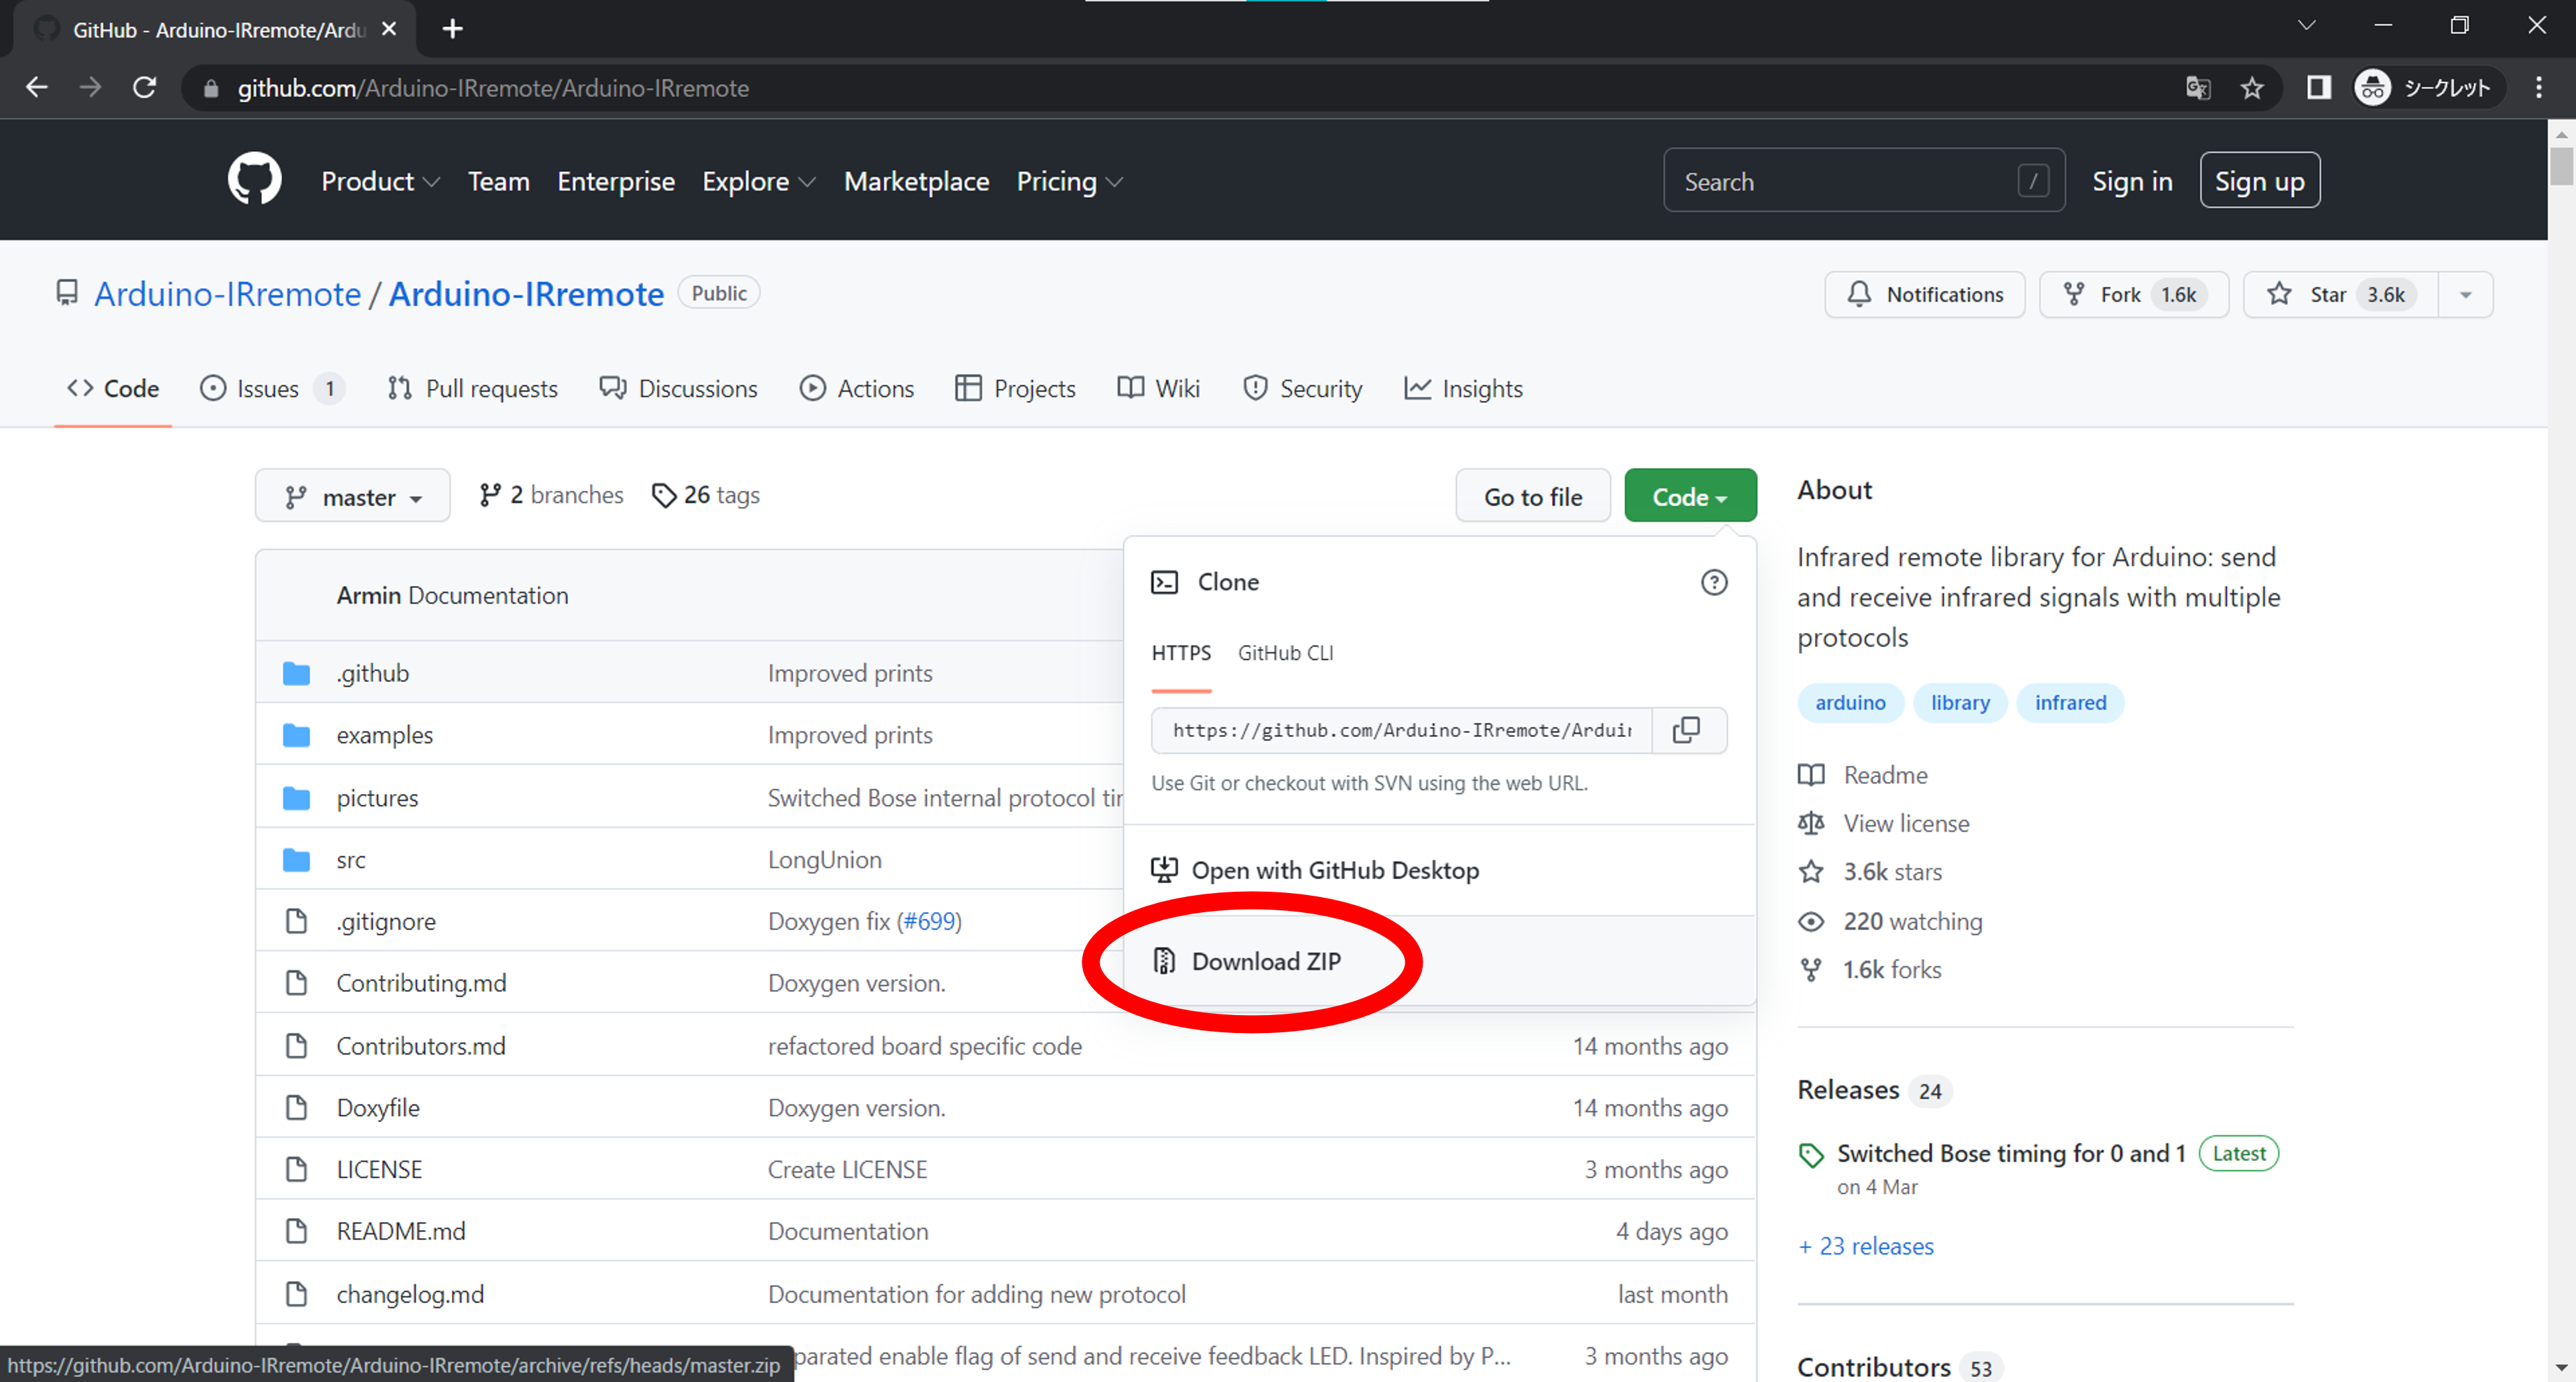 GitHub - Arduino-IRremote/Ardu
github.com/Arduino-IRremote/Arduino-IRremote
シークレット
Product Team Enterprise Explore Marketplace Pricing
Search /
Sign in
Sign up
Arduino-IRremote / Arduino-IRremote Public
Notifications
Fork 1.6k
Star 3.6k
Code
Issues 1
Pull requests
Discussions
Actions
Projects
Wiki
Security
Insights
master
2 branches
26 tags
Go to file
Code
Armin Documentation
.github Improved prints
examples Improved prints
pictures Switched Bose internal protocol tir
src LongUnion
.gitignore Doxygen fix (#699)
Contributing.md Doxygen version.
Contributors.md refactored board specific code 14 months ago
Doxyfile Doxygen version. 14 months ago
LICENSE Create LICENSE 3 months ago
README.md Documentation 4 days ago
changelog.md Documentation for adding new protocol last month
parated enable flag of send and receive feedback LED. Inspired by P... 3 months ago
https://github.com/Arduino-IRremote/Arduino-IRremote/archive/refs/heads/master.zip
Clone
HTTPS GitHub CLI
https://github.com/Arduino-IRremote/Arduir
Use Git or checkout with SVN using the web URL.
Open with GitHub Desktop
Download ZIP
About
Infrared remote library for Arduino: send
and receive infrared signals with multiple
protocols
arduino library infrared
Readme
View license
3.6k stars
220 watching
1.6k forks
Releases 24
Switched Bose timing for 0 and 1 Latest
on 4 Mar
+ 23 releases
Contributors 53